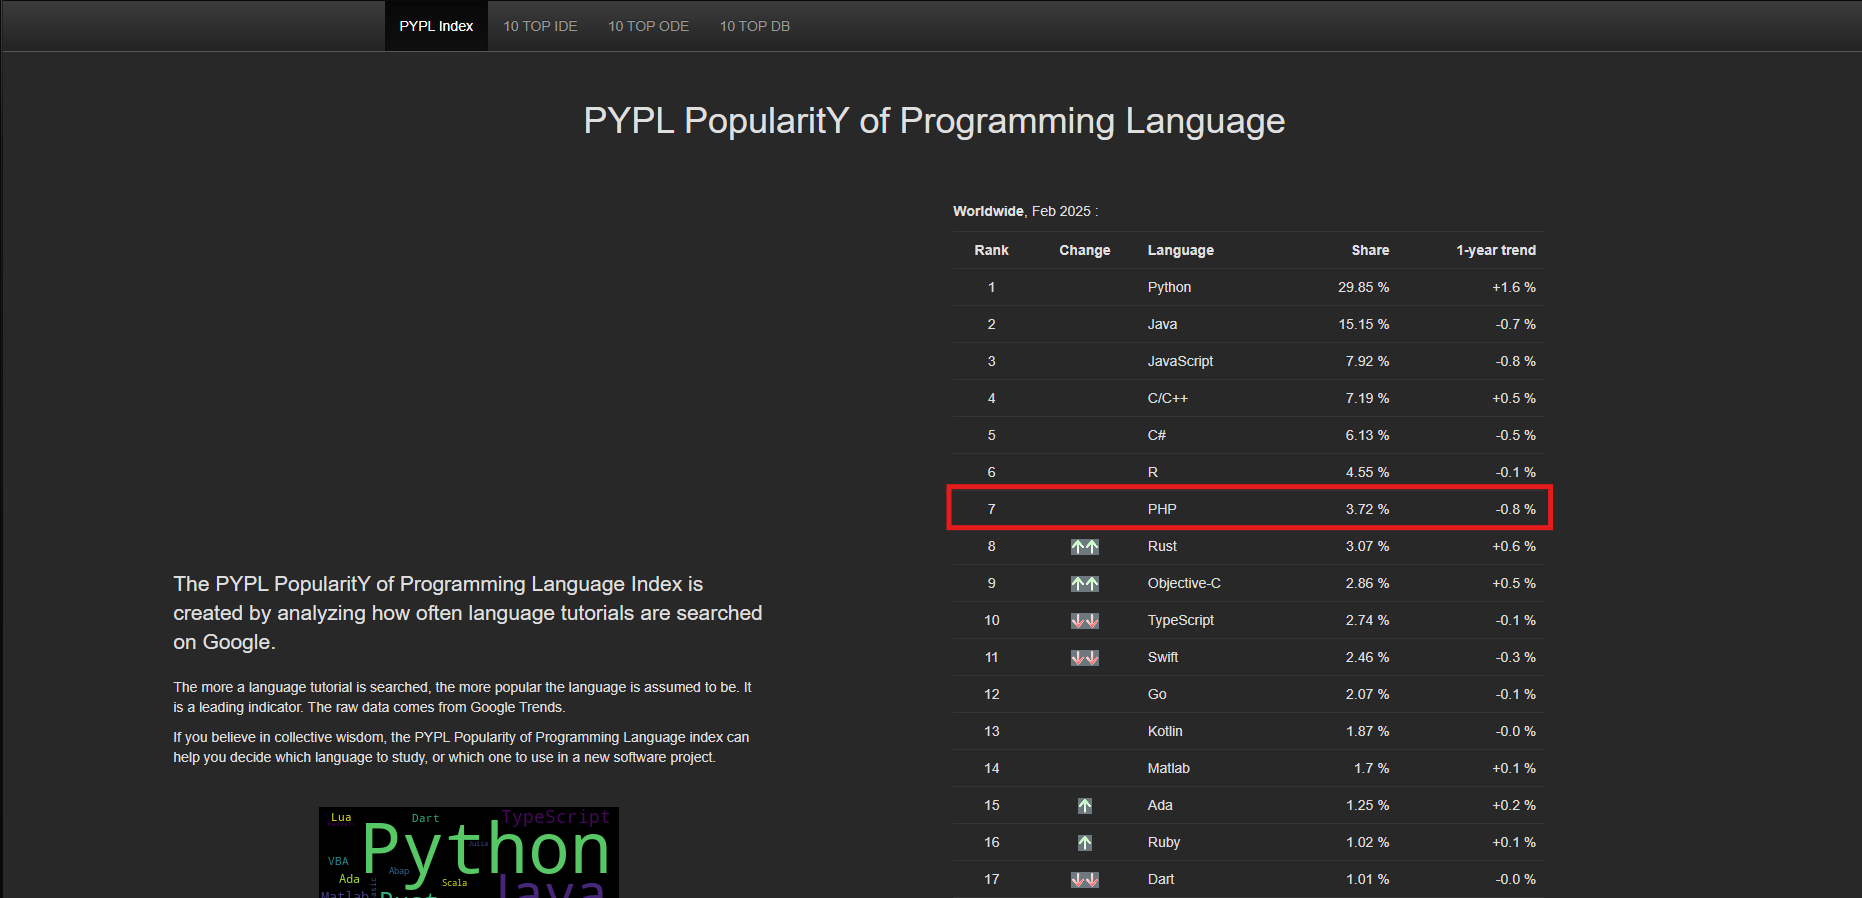 PYPL Index 10 TOP IDE 10 TOP ODE 10 TOP DB
PYPL PopularitY of Programming Language
The PYPL PopularitY of Programming Language Index is
created by analyzing how often language tutorials are searched
on Google.
The more a language tutorial is searched, the more popular the language is assumed to be. It
is a leading indicator. The raw data comes from Google Trends.
If you believe in collective wisdom, the PYPL Popularity of Programming Language index can
help you decide which language to study, or which one to use in a new software project.
Lua Dart TypeScript
Python
Julia
VBA
Abap
Ada Scala
Matlab Rust Java
Worldwide, Feb 2025 :
Rank Change Language Share 1-year trend
1 Python 29.85 % +1.6 %
2 Java 15.15 % -0.7 %
3 JavaScript 7.92 % -0.8 %
4 C/C++ 7.19 % +0.5 %
5 C# 6.13 % -0.5 %
6 R 4.55 % -0.1 %
7 PHP 3.72 % -0.8 %
8 ↑↑ Rust 3.07 % +0.6 %
9 ↑↑ Objective-C 2.86 % +0.5 %
10 ↓↓ TypeScript 2.74 % -0.1 %
11 ↓↓ Swift 2.46 % -0.3 %
12 Go 2.07 % -0.1 %
13 Kotlin 1.87 % -0.0 %
14 Matlab 1.7 % +0.1 %
15 ↑ Ada 1.25 % +0.2 %
16 ↑ Ruby 1.02 % +0.1 %
17 ↓↓ Dart 1.01 % -0.0 %